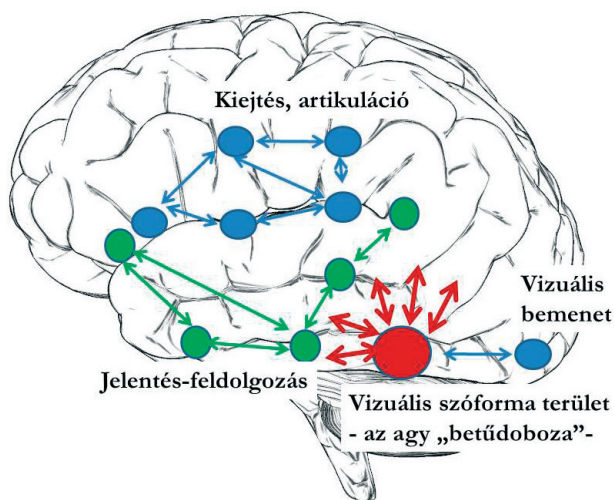 Kiejtés, artikuláció
Vizuális
bemenet
Jelentés-feldolgozás
Vizuális szóforma terület
- az agy „betűdoboza”-